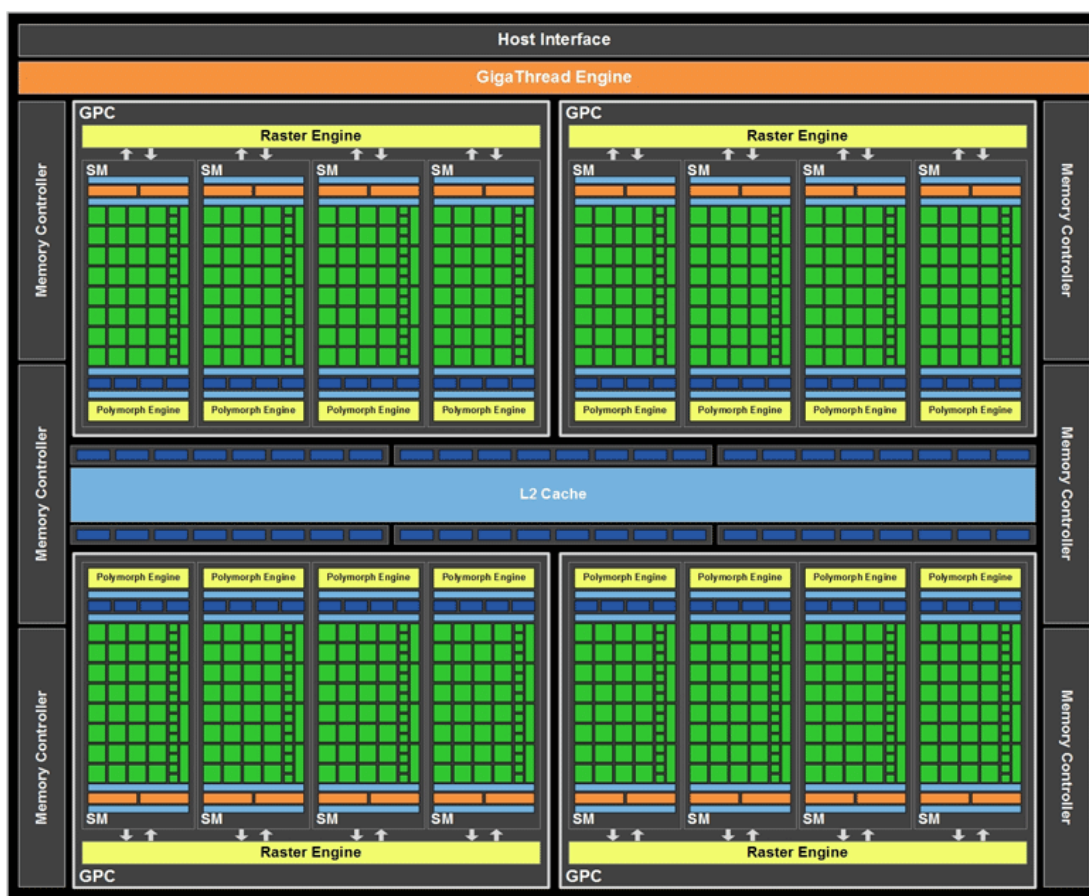 Host Interface
GigaThread Engine
Memory Controller
GPC
Raster Engine
SM SM SM SM
Polymorph Engine Polymorph Engine Polymorph Engine Polymorph Engine
GPC
Raster Engine
SM SM SM SM
Polymorph Engine Polymorph Engine Polymorph Engine Polymorph Engine
Memory Controller
Memory Controller
L2 Cache
Memory Controller
Memory Controller
Polymorph Engine Polymorph Engine Polymorph Engine Polymorph Engine
SM SM SM SM
Raster Engine
GPC
Polymorph Engine Polymorph Engine Polymorph Engine Polymorph Engine
SM SM SM SM
Raster Engine
GPC
Memory Controller